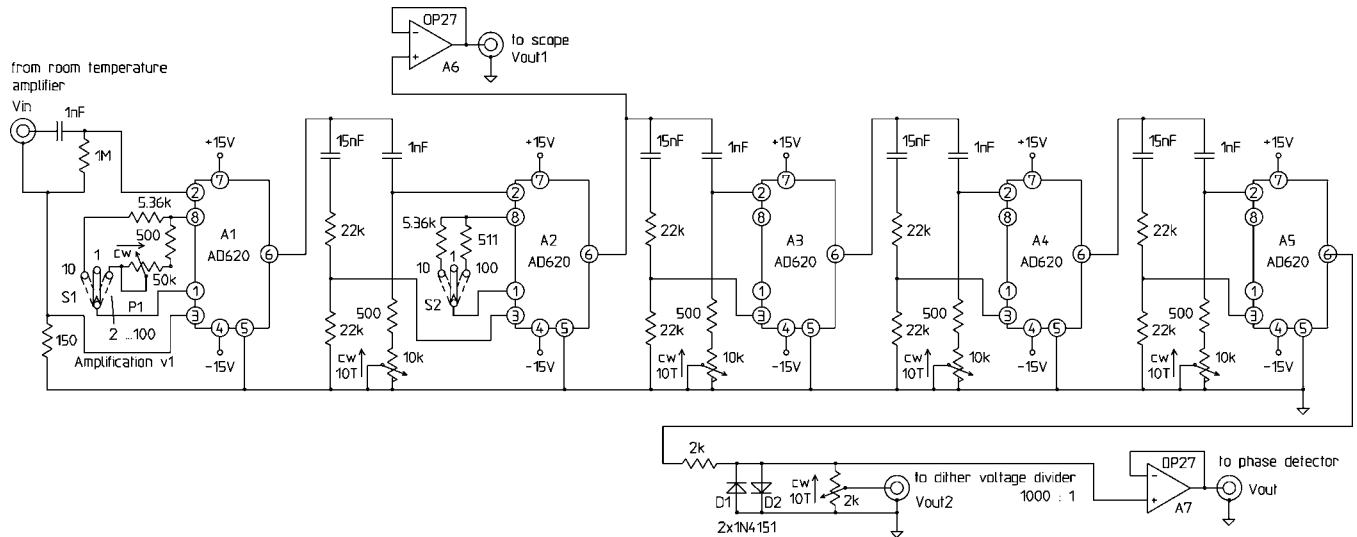 OP27
to scope
Vout1
A6
from room temperature
amplifier
Vin
1nF
1M
+15V
7
2
8
5.36k
500
cw
50k
10
1
S1
P1
2 ...100
A1
AD620
6
1
3
4
5
150
Amplification v1
-15V
15nF
1nF
22k
22k
500
cw
10T
10k
+15V
7
2
8
5.36k
511
10
1
100
S2
A2
AD620
6
1
3
4
5
-15V
15nF
1nF
22k
22k
500
cw
10T
10k
+15V
7
2
8
A3
AD620
6
1
3
4
5
-15V
15nF
1nF
22k
22k
500
cw
10T
10k
+15V
7
2
8
A4
AD620
6
1
3
4
5
-15V
15nF
1nF
22k
22k
500
cw
10T
10k
+15V
7
2
8
A5
AD620
6
1
3
4
5
-15V
2k
D1
D2
2x1N4151
cw
10T
2k
to dither voltage divider
1000 : 1
Vout2
OP27
A7
to phase detector
Vout